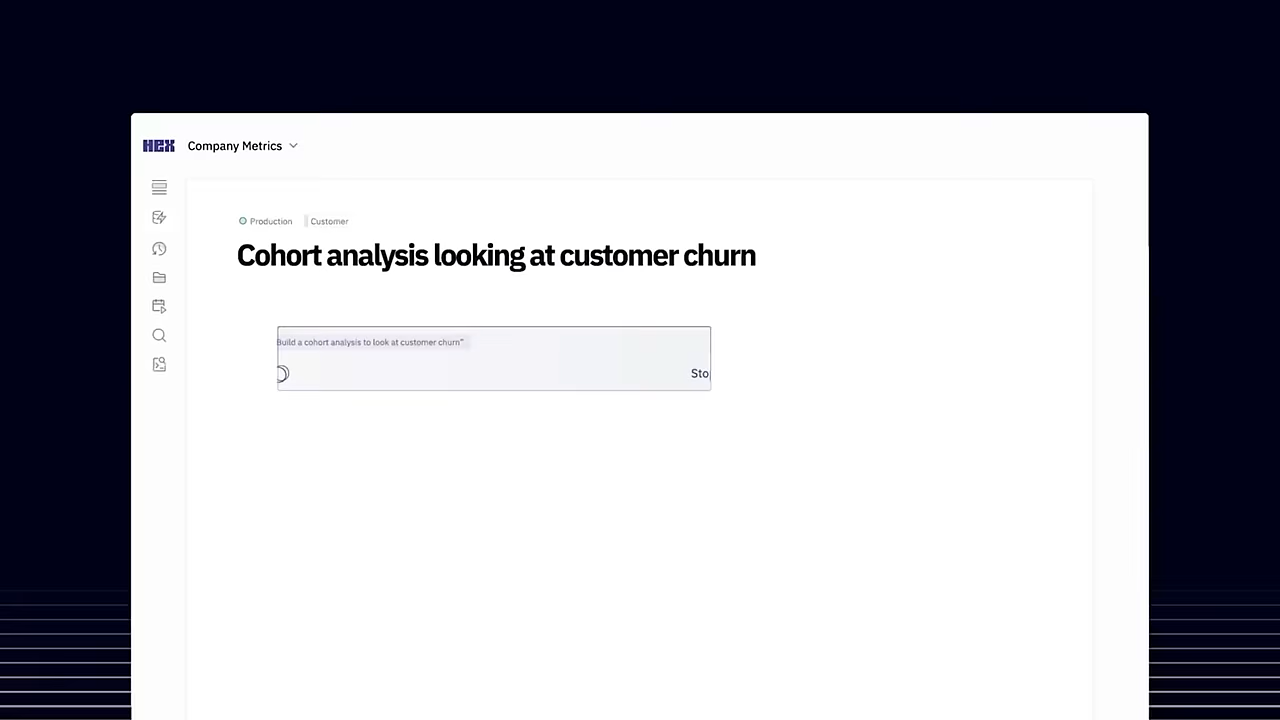 HEX Company Metrics
Production Customer
Cohort analysis looking at customer churn
Build a cohort analysis to look at customer churn"
Sto